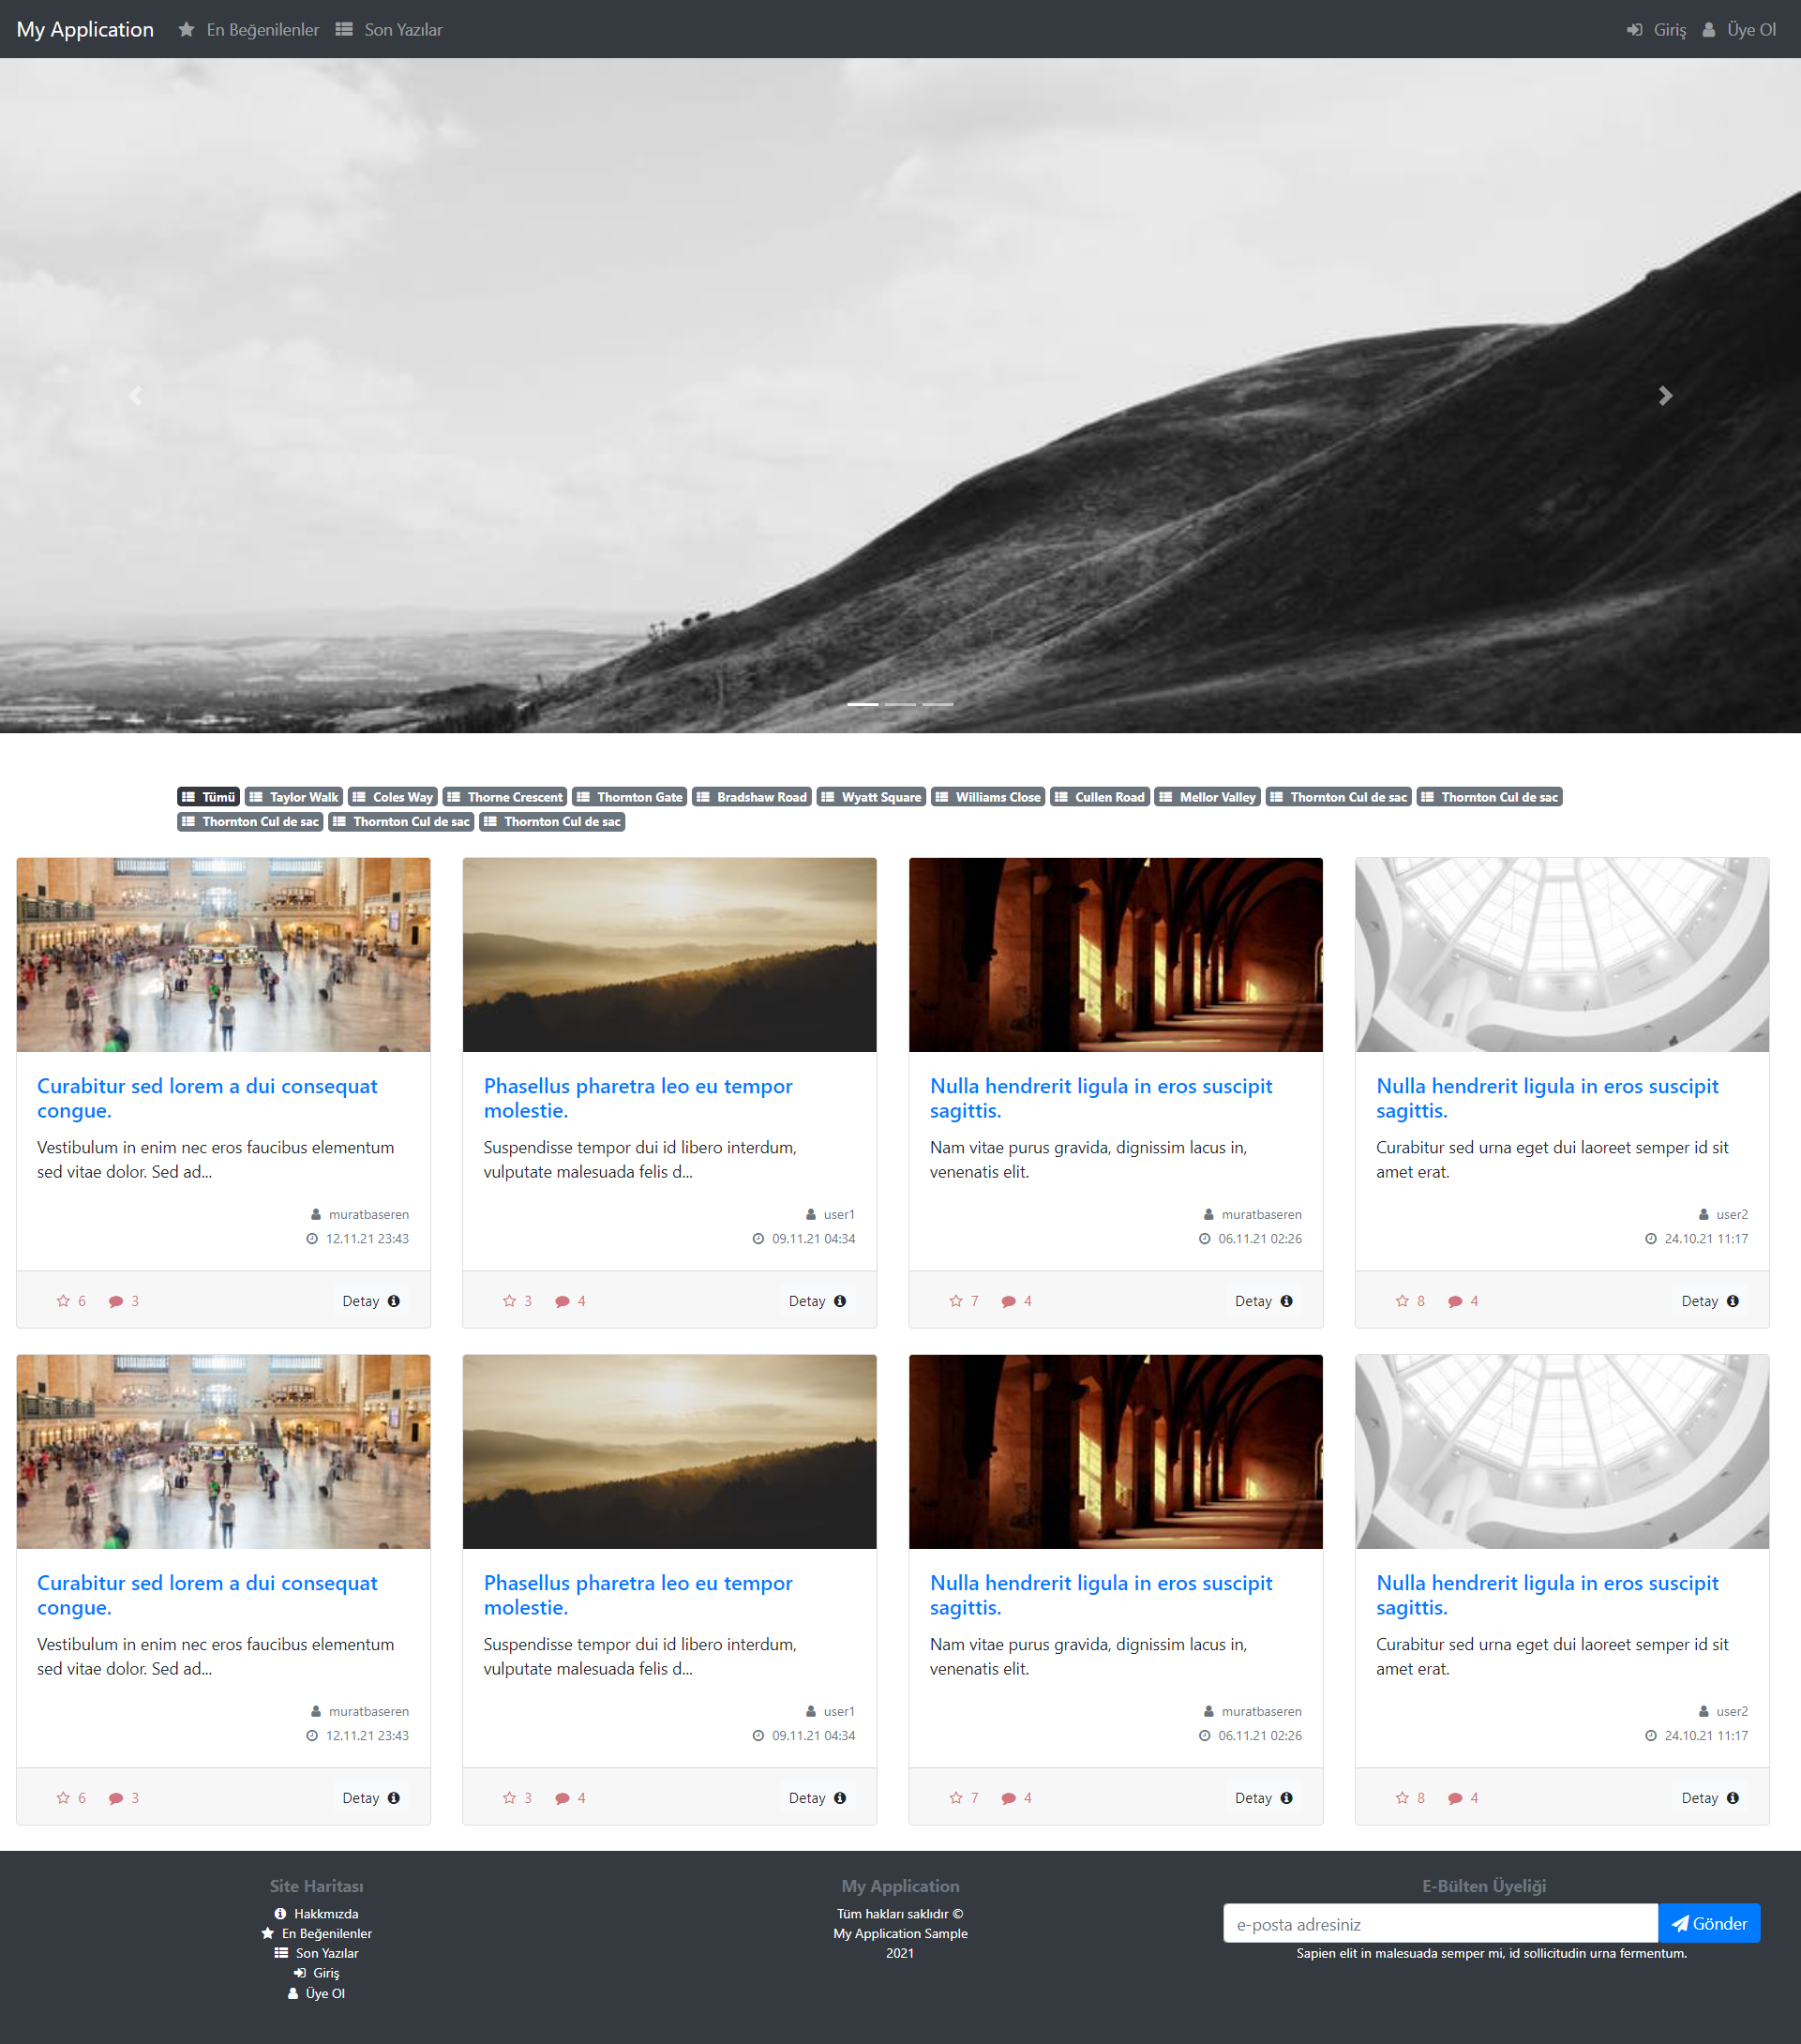 My Application En Beğenilenler Son Yazılar Giriş Üye Ol
Tümü Taylor Walk Coles Way Thorne Crescent Thornton Gate Bradshaw Road Wyatt Square Williams Close Cullen Road Mellor Valley Thornton Cul de sac Thornton Cul de sac
Thornton Cul de sac Thornton Cul de sac Thornton Cul de sac
Curabitur sed lorem a dui consequat
congue.
Vestibulum in enim nec eros faucibus elementum
sed vitae dolor. Sed ad...
muratbaseren
12.11.21 23:43
6 3 Detay
Phasellus pharetra leo eu tempor
molestie.
Suspendisse tempor dui id libero interdum,
vulputate malesuada felis d...
user1
09.11.21 04:34
3 4 Detay
Nulla hendrerit ligula in eros suscipit
sagittis.
Nam vitae purus gravida, dignissim lacus in,
venenatis elit.
muratbaseren
06.11.21 02:26
7 4 Detay
Nulla hendrerit ligula in eros suscipit
sagittis.
Curabitur sed urna eget dui laoreet semper id sit
amet erat.
user2
24.10.21 11:17
8 4 Detay
Curabitur sed lorem a dui consequat
congue.
Vestibulum in enim nec eros faucibus elementum
sed vitae dolor. Sed ad...
muratbaseren
12.11.21 23:43
6 3 Detay
Phasellus pharetra leo eu tempor
molestie.
Suspendisse tempor dui id libero interdum,
vulputate malesuada felis d...
user1
09.11.21 04:34
3 4 Detay
Nulla hendrerit ligula in eros suscipit
sagittis.
Nam vitae purus gravida, dignissim lacus in,
venenatis elit.
muratbaseren
06.11.21 02:26
7 4 Detay
Nulla hendrerit ligula in eros suscipit
sagittis.
Curabitur sed urna eget dui laoreet semper id sit
amet erat.
user2
24.10.21 11:17
8 4 Detay
Site Haritası
Hakkmızda
En Beğenilenler
Son Yazılar
Giriş
Üye Ol
My Application
Tüm hakları saklıdır ©
My Application Sample
2021
E-Bülten Üyeliği
e-posta adresiniz Gönder
Sapien elit in malesuada semper mi, id sollicitudin urna fermentum.